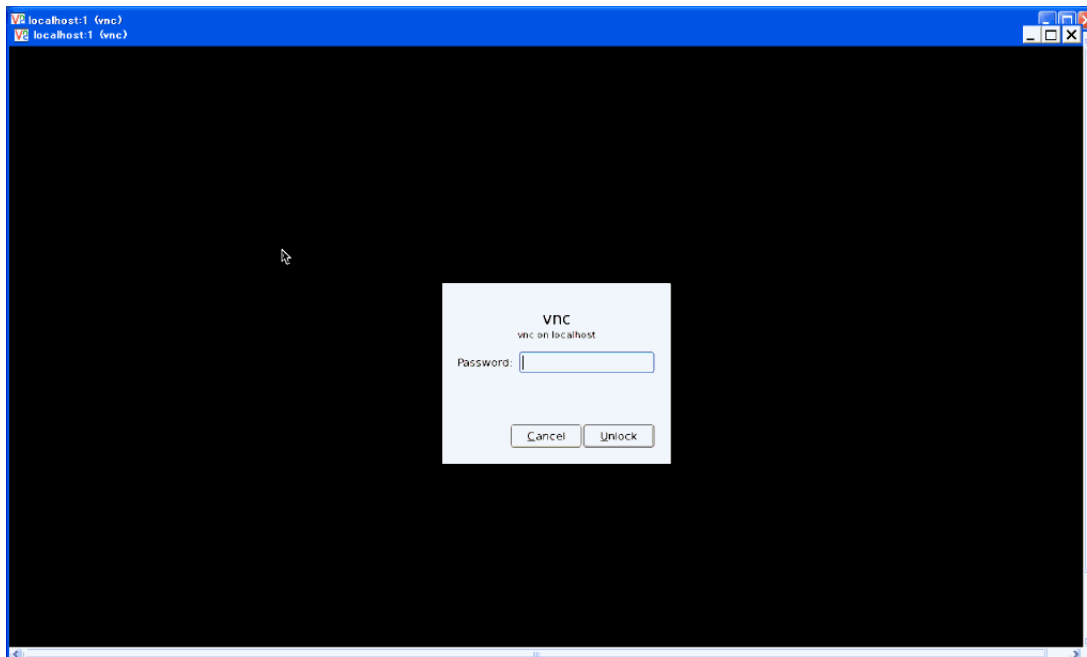 localhost:1 (vnc)
localhost:1 (vnc)
vnc
vnc on localhost
Password:
Cancel Unlock